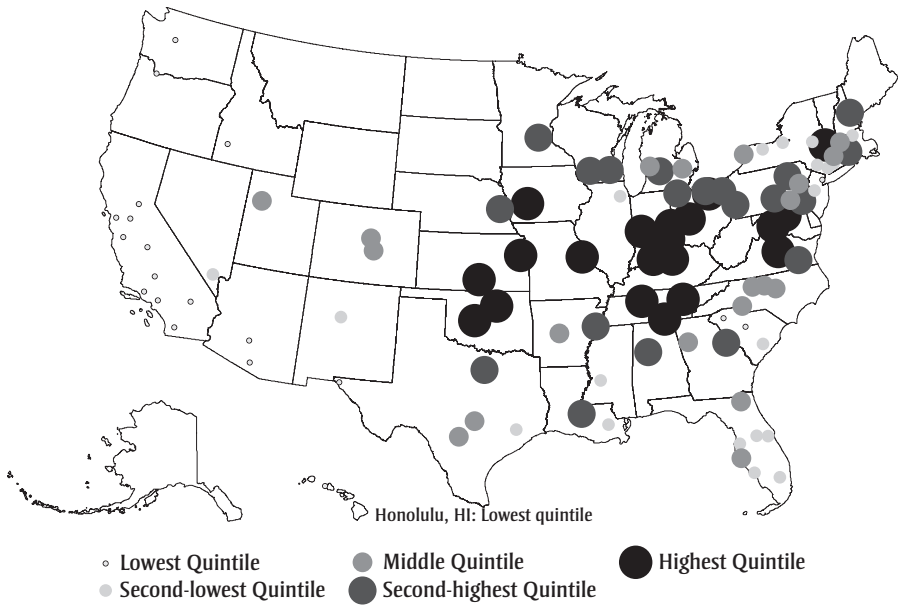 Honolulu, HI: Lowest quintile
Lowest Quintile
Middle Quintile
Highest Quintile
Second-lowest Quintile
Second-highest Quintile